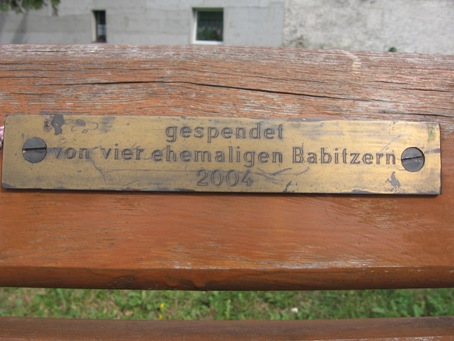 gespendet
von vier ehemaligen Babitzern
2004